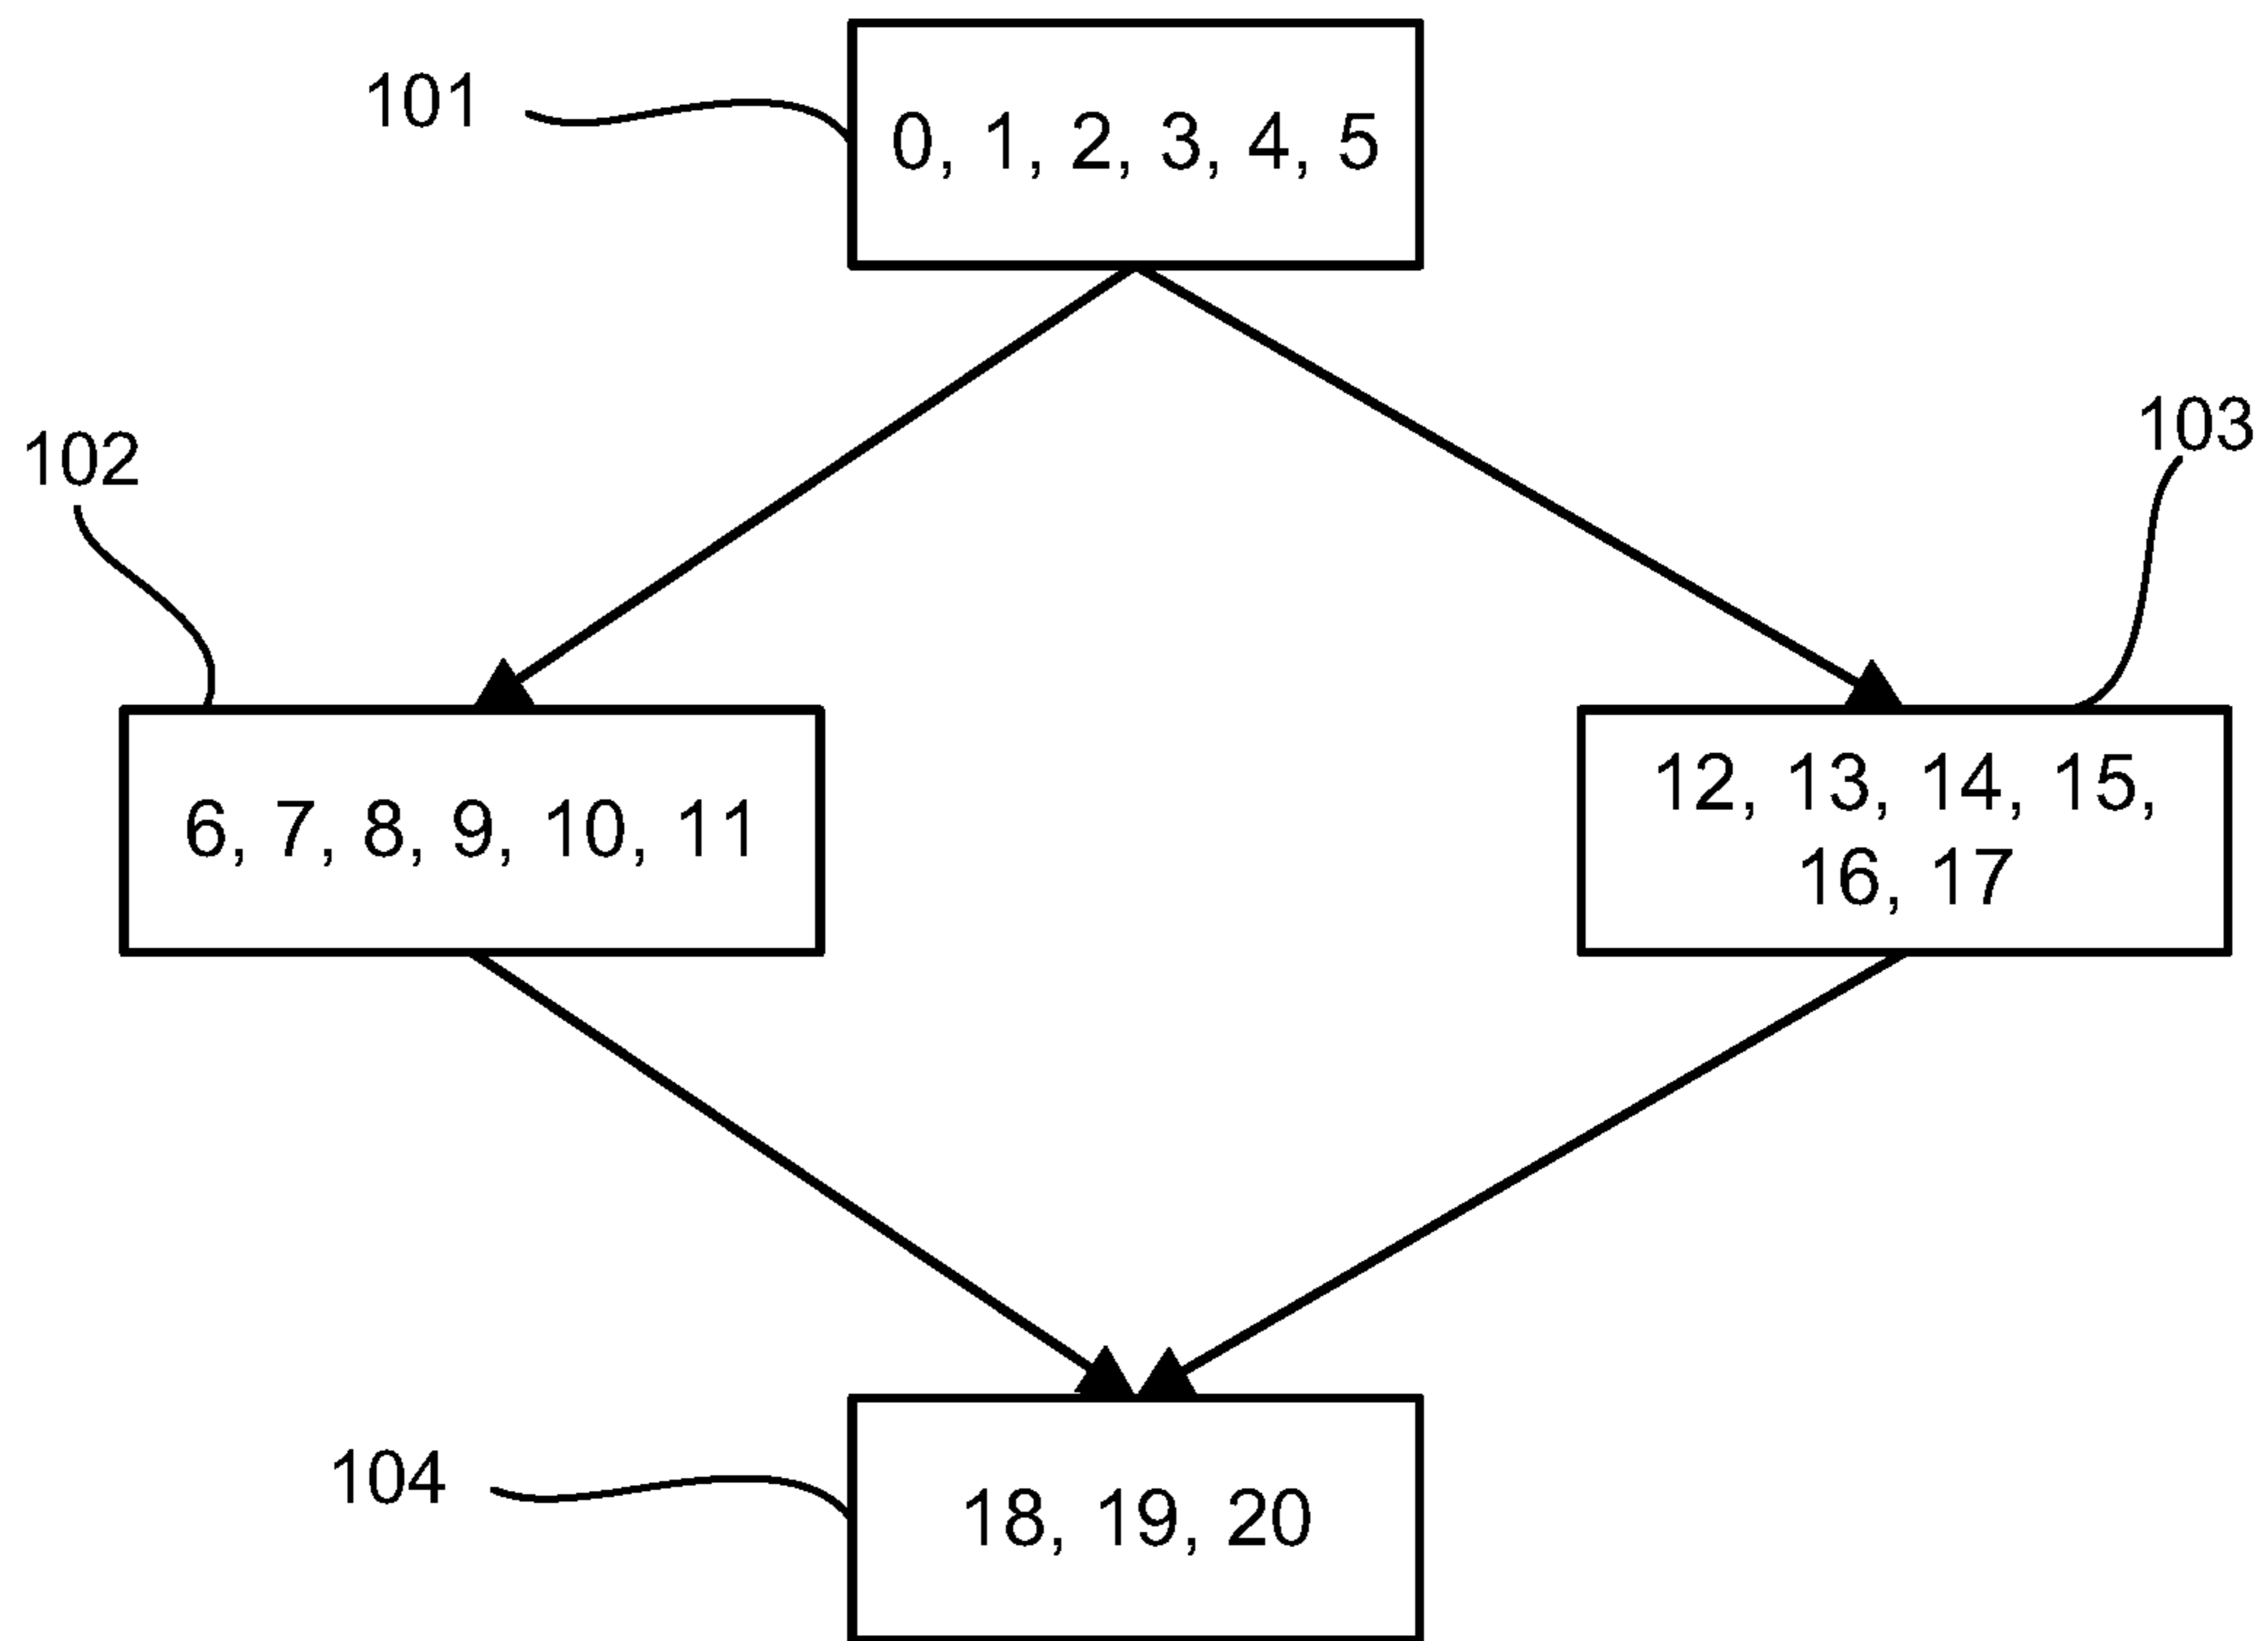 101
0, 1, 2, 3, 4, 5
102
103
6, 7, 8, 9, 10, 11
12, 13, 14, 15,
16, 17
104
18, 19, 20